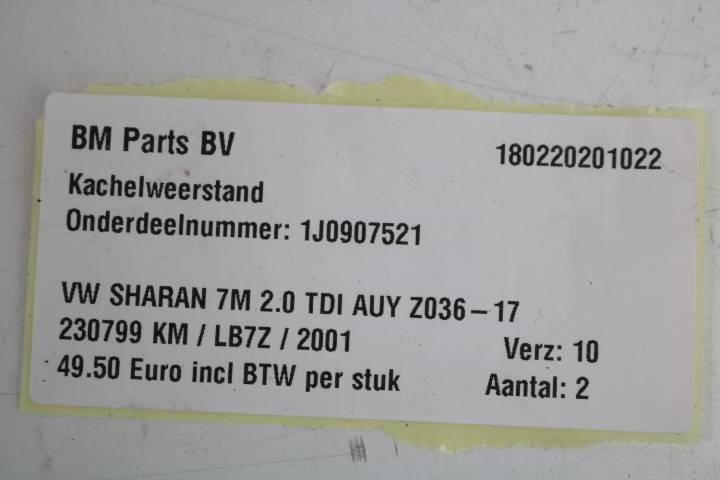 BM Parts BV 180220201022
Kachelweerstand
Onderdeelnummer: 1J0907521
VW SHARAN 7M 2.0 TDI AUY Z036-17
230799 KM / LB7Z / 2001 Verz: 10
49.50 Euro incl BTW per stuk Aantal: 2